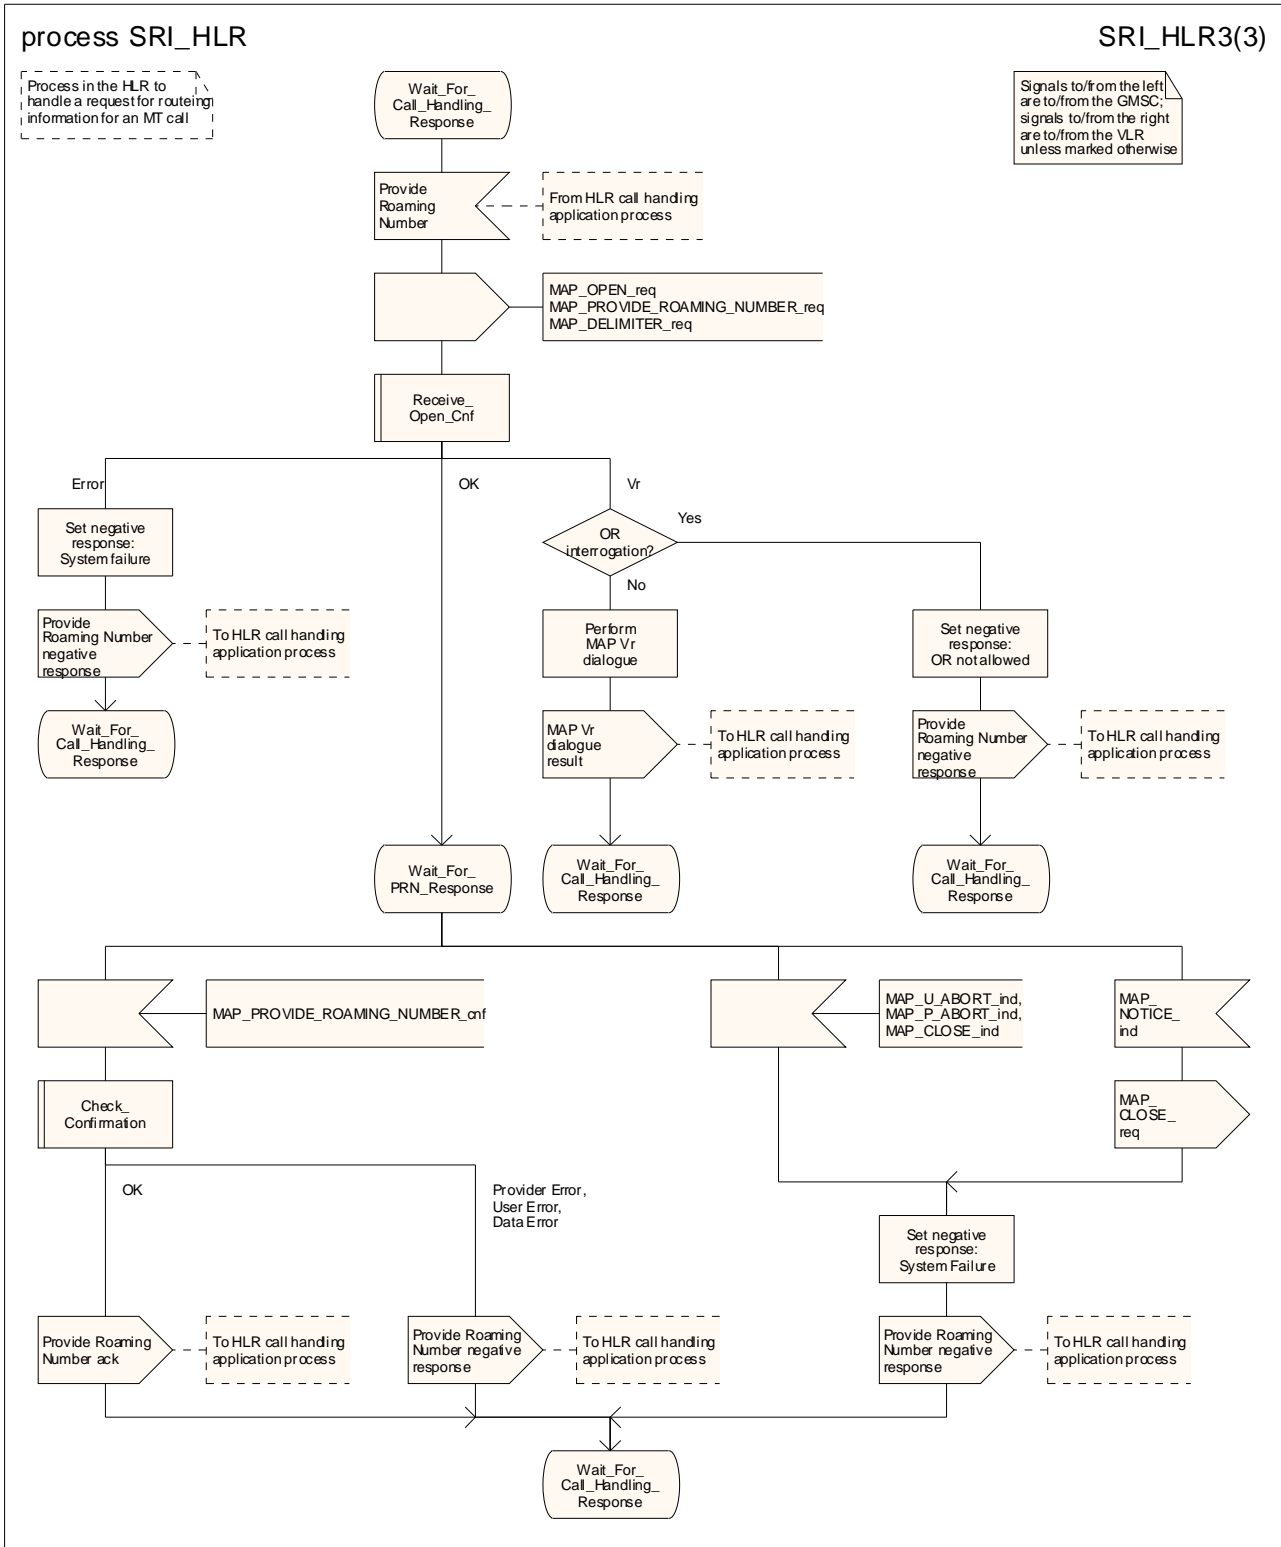 process SRI_HLR
SRI_HLR3(3)
Process in the HLR to
handle a request for routeing
information for an MT call
Wait_For_
Call_Handling_
Response
Signals to/from the left
are to/from the GMSC;
signals to/from the right
are to/from the VLR
unless marked otherwise
Provide
Roaming
Number
From HLR call handling
application process
MAP_OPEN_req
MAP_PROVIDE_ROAMING_NUMBER_req
MAP_DELIMITER_req
Receive_
Open_Cnf
Error
OK
Vr
Set negative
response:
System failure
OR
interrogation?
Yes
No
Provide
Roaming Number
negative
response
To HLR call handling
application process
Perform
MAP Vr
dialogue
Set negative
response:
OR not allowed
Wait_For_
Call_Handling_
Response
MAP Vr
dialogue
result
To HLR call handling
application process
Provide
Roaming Number
negative
response
To HLR call handling
application process
Wait_For_
PRN_Response
Wait_For_
Call_Handling_
Response
Wait_For_
Call_Handling_
Response
MAP_PROVIDE_ROAMING_NUMBER_cnf
MAP_U_ABORT_ind,
MAP_P_ABORT_ind,
MAP_CLOSE_ind
MAP_
NOTICE_
ind
Check_
Confirmation
MAP_
CLOSE_
req
OK
Provider Error,
User Error,
Data Error
Set negative
response:
System Failure
Provide Roaming
Number ack
To HLR call handling
application process
Provide Roaming
Number negative
response
To HLR call handling
application process
Provide Roaming
Number negative
response
To HLR call handling
application process
Wait_For_
Call_Handling_
Response